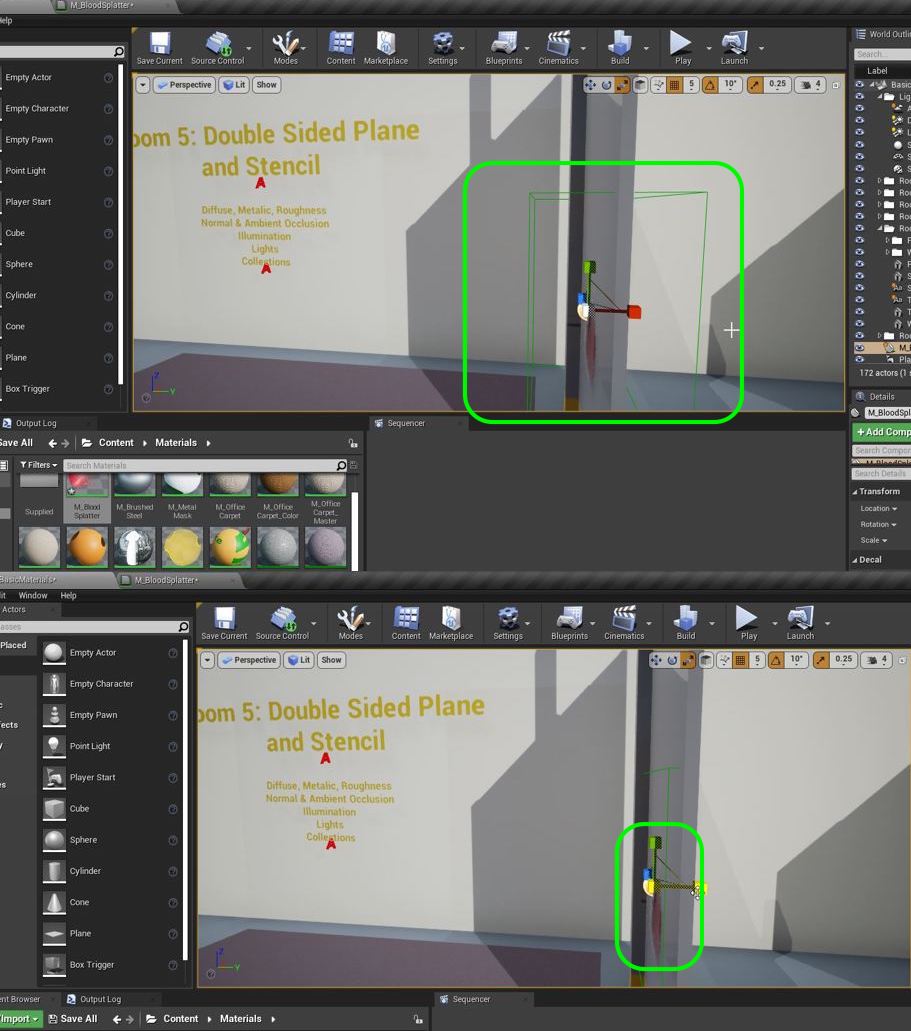 M_BloodSplatter*
Help
Save Current
Source Control
Modes
Content
Marketplace
Settings
Blueprints
Cinematics
Build
Play
Launch
World Outli
Search...
Label
Perspective
Lit
Show
5
10°
0.25
4
Empty Actor
Empty Character
Empty Pawn
Point Light
Player Start
Cube
Sphere
Cylinder
Cone
Plane
Box Trigger
oom 5: Double Sided Plane
and Stencil
Diffuse, Metalic, Roughness
Normal & Ambient Occlusion
Illumination
Lights
Collections
Z
Y
172 actors (1 s
Details
M_BloodSpl
+ Add Comp
Search Compor
Search Details
Transform
Location
Rotation
Scale
Decal
Output Log
Sequencer
Save All
Content
Materials
Filters
Search Materials
Supplied
M_Blood
Splatter
M_Brushed
Steel
M_Metal
Mask
M_Office
Carpet
M_Office
Carpet_Color
M_Office
Carpet_
Master
BasicMaterials*
M_BloodSplatter*
it
Window
Help
Actors
asses
Placed
Save Current
Source Control
Modes
Content
Marketplace
Settings
Blueprints
Cinematics
Build
Play
Launch
Perspective
Lit
Show
5
10°
0.25
4
Empty Actor
Empty Character
Empty Pawn
Point Light
Player Start
Cube
Sphere
Cylinder
Cone
Plane
Box Trigger
oom 5: Double Sided Plane
and Stencil
Diffuse, Metalic, Roughness
Normal & Ambient Occlusion
Illumination
Lights
Collections
Z
Y
ent Browser
Output Log
Sequencer
Import
Save All
Content
Materials